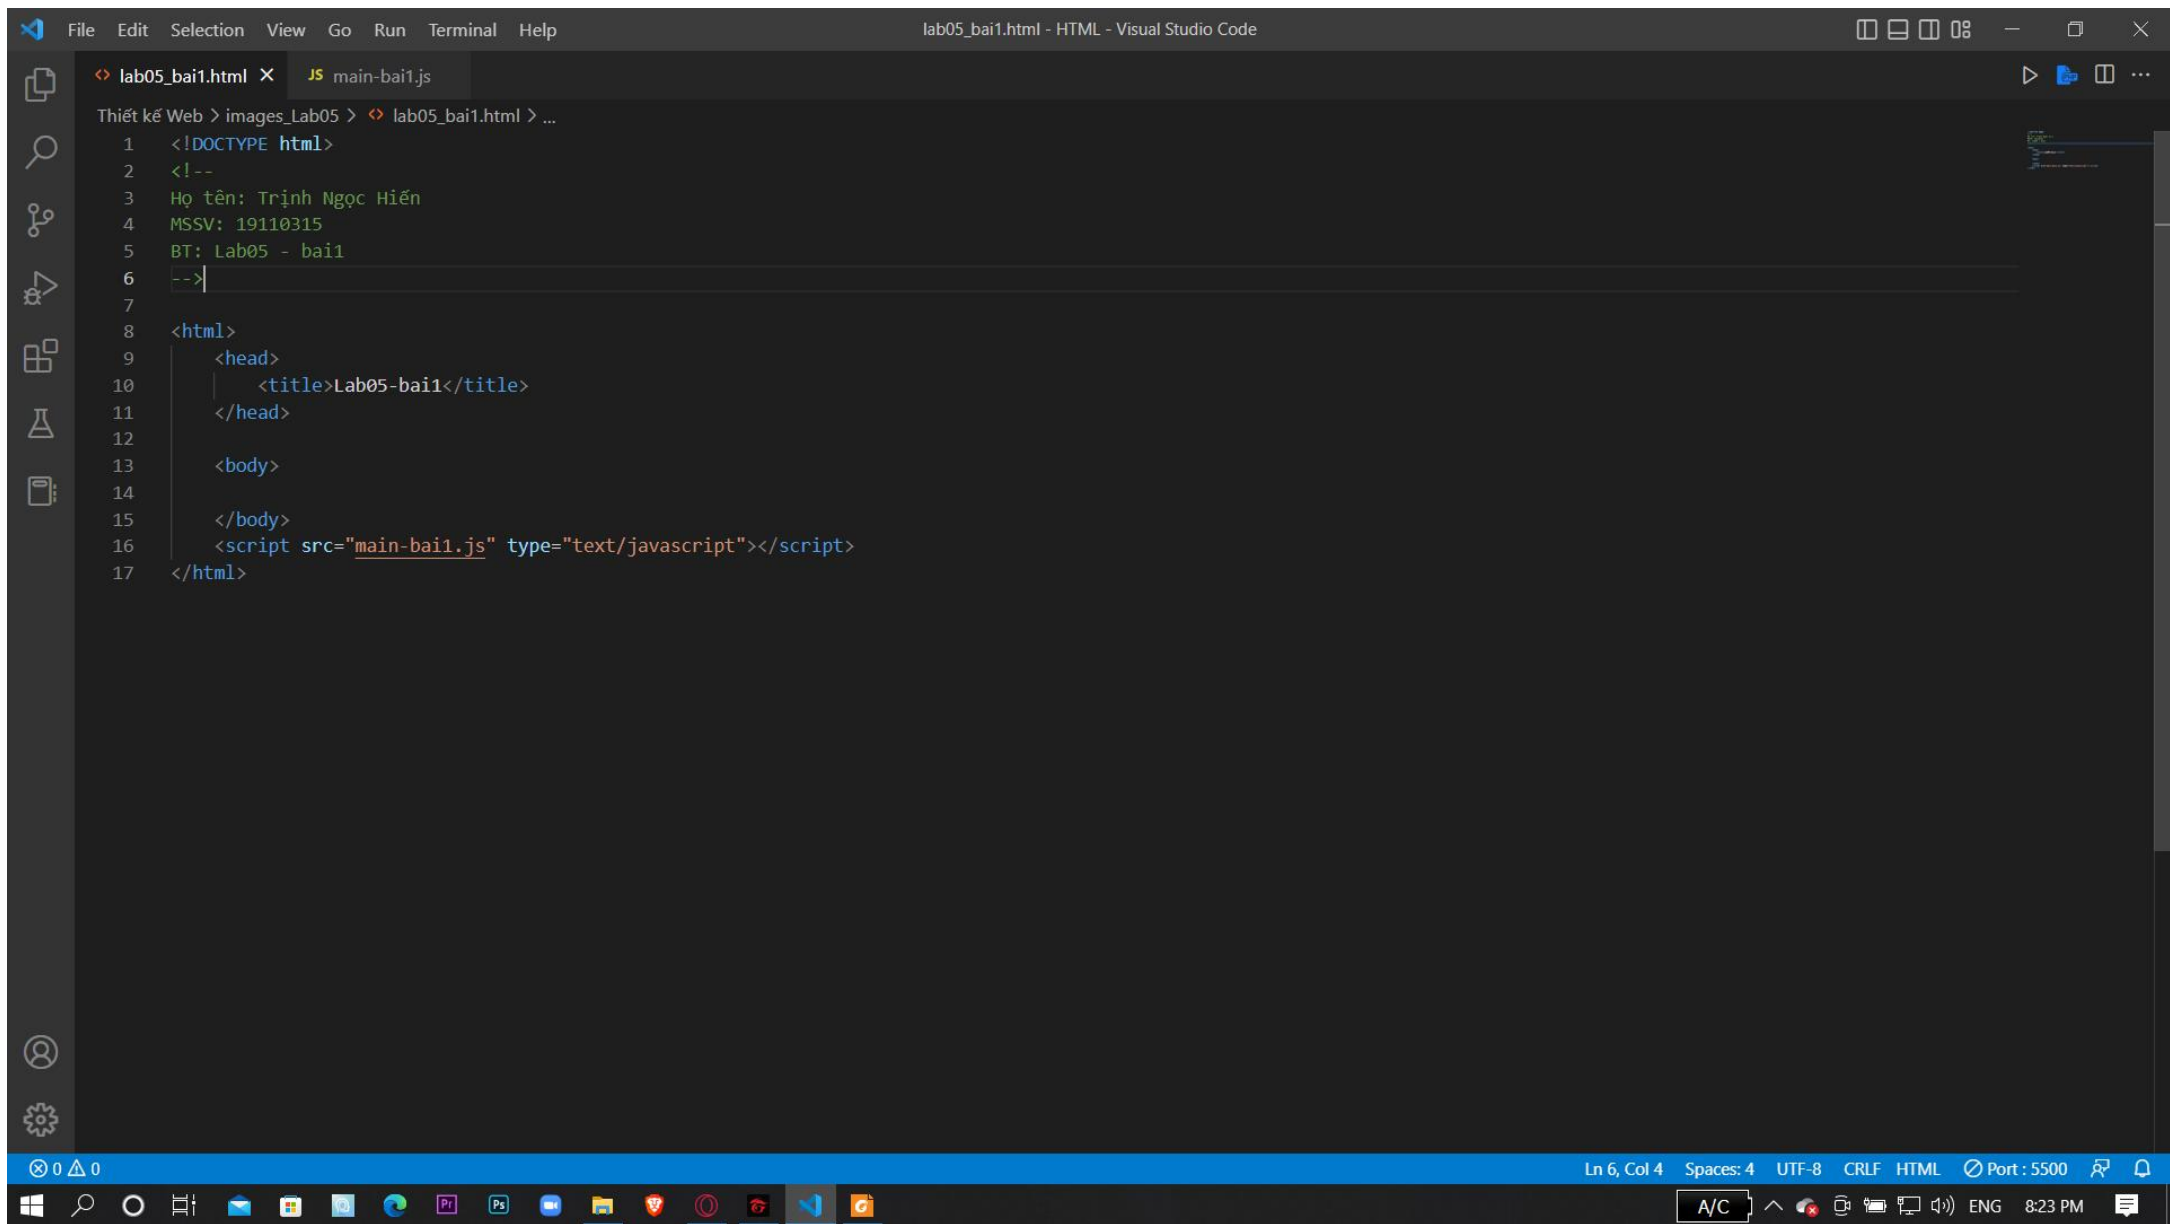 File Edit Selection View Go Run Terminal Help
lab05_bai1.html - HTML - Visual Studio Code
<> lab05_bai1.html
JS main-bai1.js
Thiết kế Web > images_Lab05 > <> lab05_bai1.html > ...
1 <!DOCTYPE html>
2 <!--
3 Họ tên: Trịnh Ngọc Hiến
4 MSSV: 19110315
5 BT: Lab05 - bai1
6 -->
7
8 <html>
9 <head>
10 <title>Lab05-bai1</title>
11 </head>
12
13 <body>
14
15 </body>
16 <script src="main-bai1.js" type="text/javascript"></script>
17 </html>
0 0
Ln 6, Col 4 Spaces: 4 UTF-8 CRLF HTML Port : 5500
Pr Ps
A/C ENG 8:23 PM